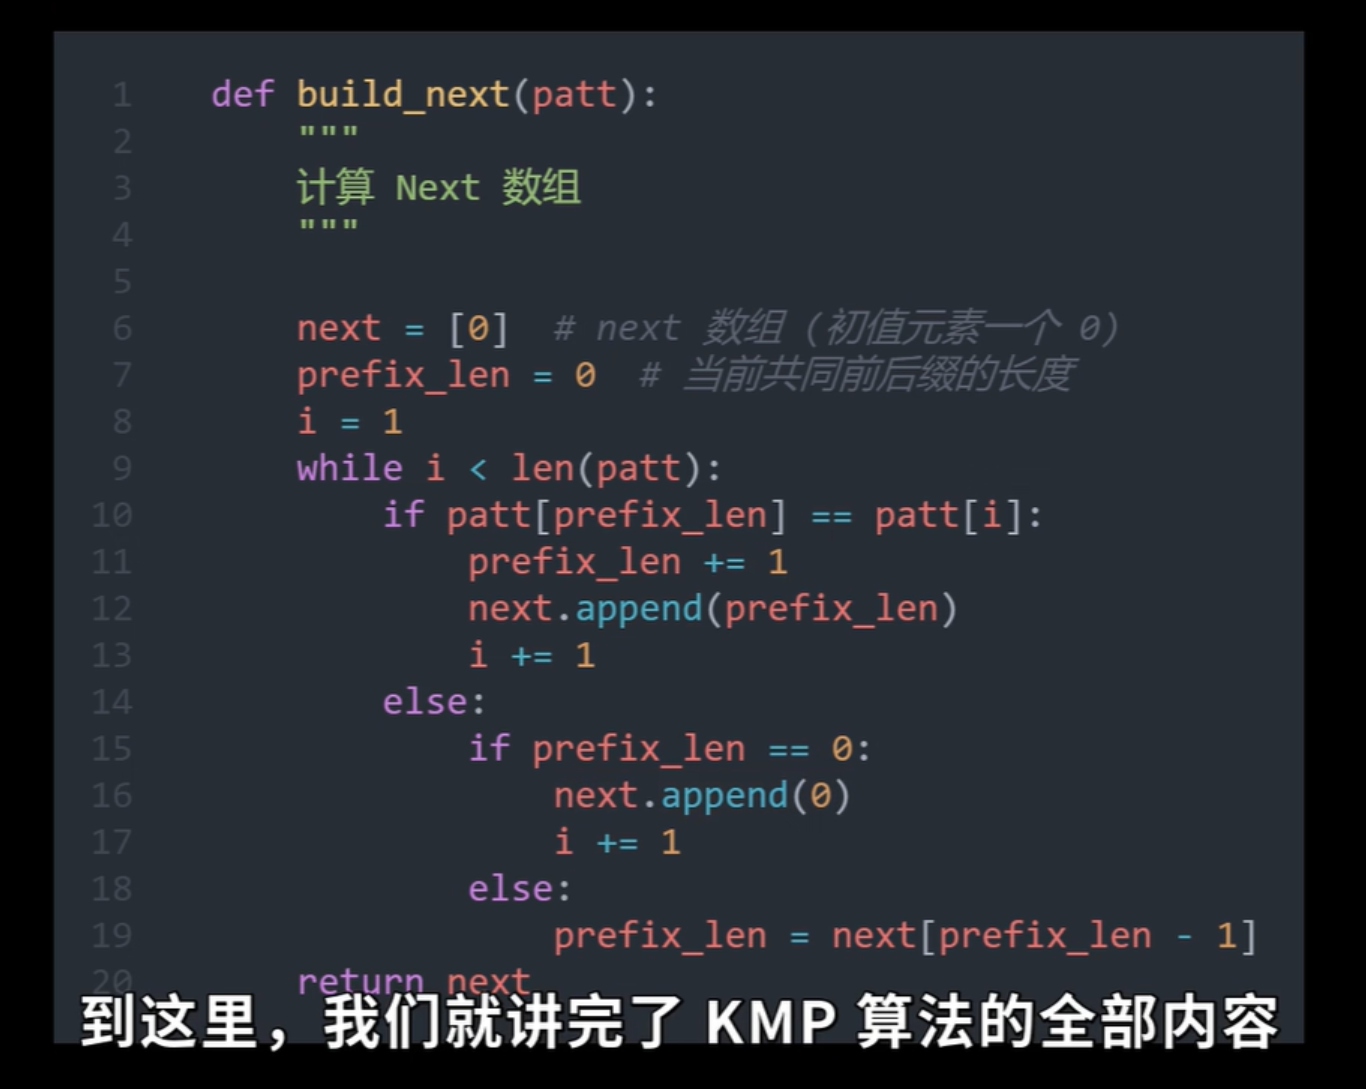 1 def build_next(patt):
2 """
3 计算 Next 数组
4 """
5
6 next = [0] # next 数组 (初值元素一个 0)
7 prefix_len = 0 # 当前共同前后缀的长度
8 i = 1
9 while i < len(patt):
10 if patt[prefix_len] == patt[i]:
11 prefix_len += 1
12 next.append(prefix_len)
13 i += 1
14 else:
15 if prefix_len == 0:
16 next.append(0)
17 i += 1
18 else:
19 prefix_len = next[prefix_len - 1]
20 return next
到这里，我们就讲完了 KMP 算法的全部内容